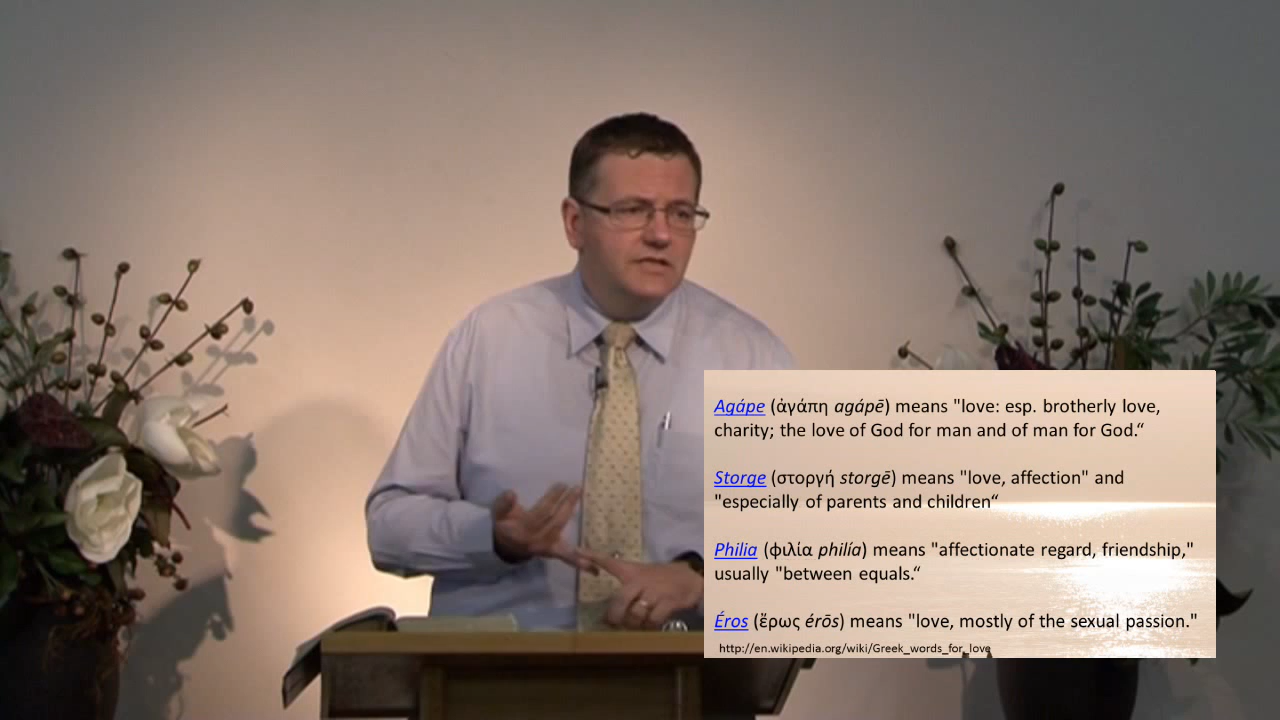 Agápe (ἀγάπη agápē) means "love: esp. brotherly love,
charity; the love of God for man and of man for God.“
Storge (στοργή storgē) means "love, affection" and
"especially of parents and children“
Philia (φιλία philía) means "affectionate regard, friendship,"
usually "between equals.“
Éros (ἔρως érōs) means "love, mostly of the sexual passion."
http://en.wikipedia.org/wiki/Greek_words_for_love